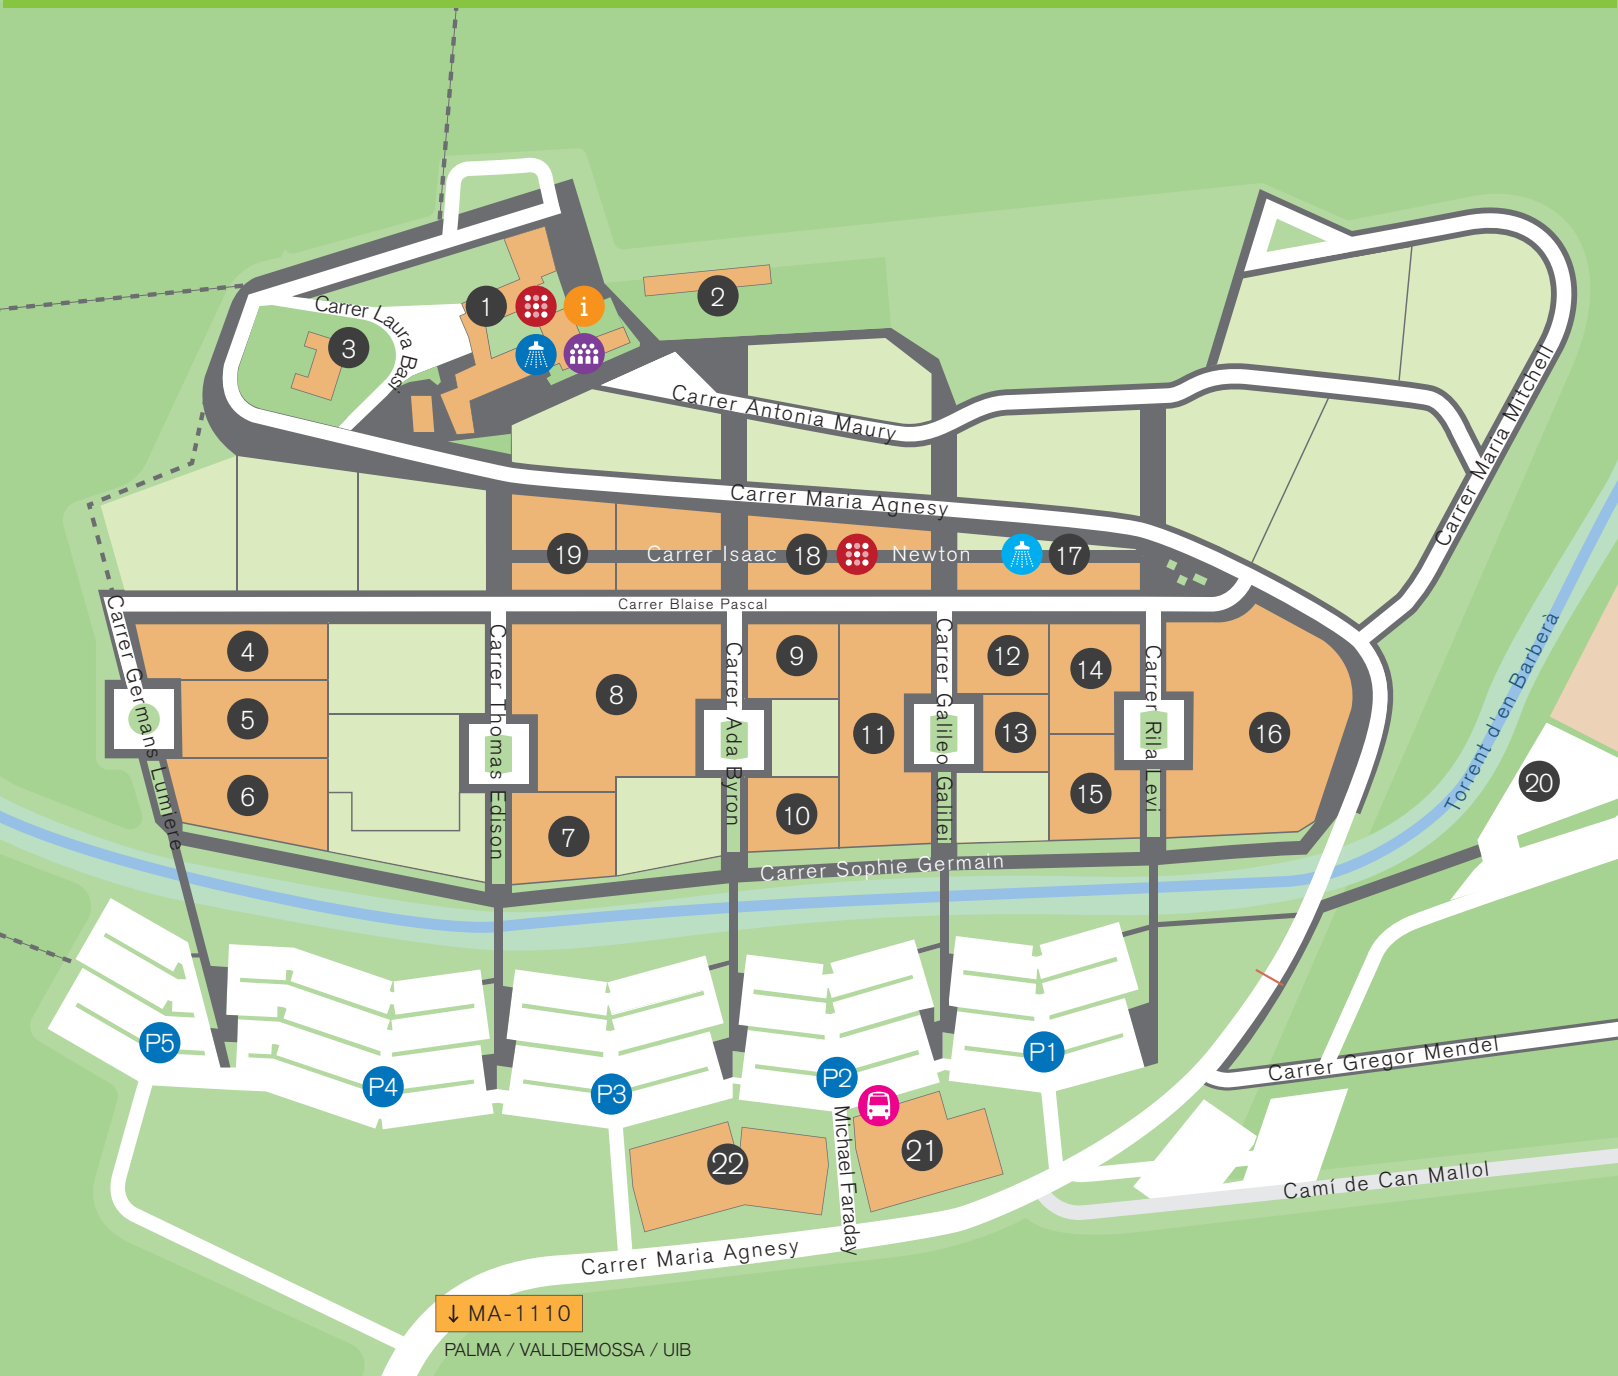 1
i
2
Carrer Laura Basi
3
Carrer Antonia Maury
Carrer Maria Mitchell
Carrer Maria Agnesy
19
Carrer Isaac
18
Newton
17
Carrer Blaise Pascal
Carrer Germans Lumiere
Carrer Thomas Edison
Carrer Ada Byron
Carrer Galileo Galilei
Carrer Rila Levi
Torrent d'en Barberà
4
5
6
8
7
9
10
11
12
13
14
15
16
20
Carrer Sophie Germain
P5
P4
P3
P2
P1
Carrer Gregor Mendel
Michael Faraday
22
21
Camí de Can Mallol
Carrer Maria Agnesy
↓ MA-1110
PALMA / VALLDEMOSSA / UIB